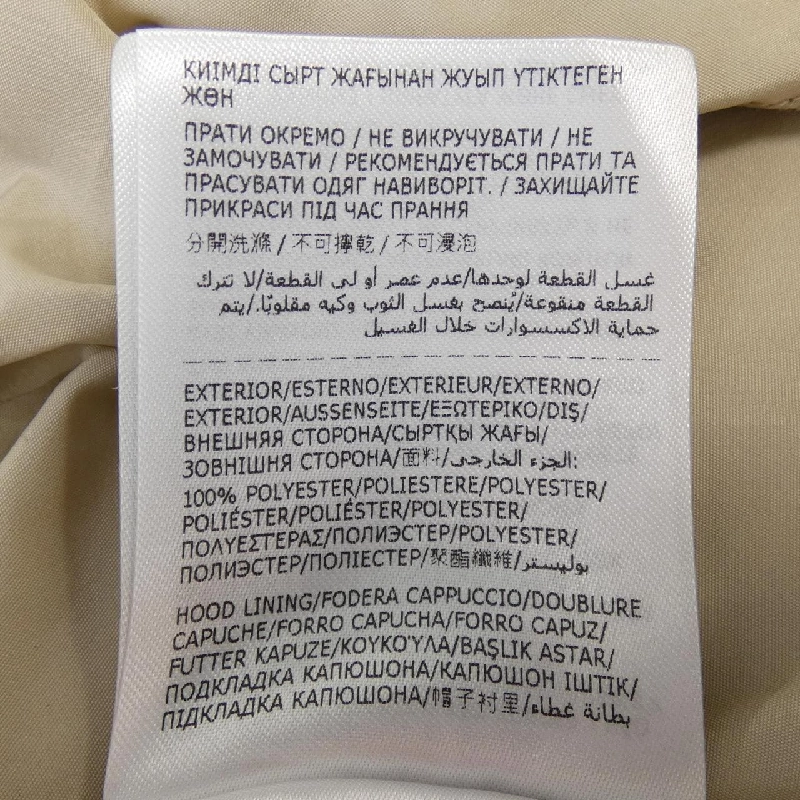 КИІМДІ СЫРТ ЖАҒЫНАН ЖУЫП ҮТІКТЕГЕН
ЖӨН
ПРАТИ ОКРЕМО / НЕ ВИКРУЧУВАТИ / НЕ
ЗАМОЧУВАТИ / РЕКОМЕНДУЄТЬСЯ ПРАТИ ТА
ПРАСУВАТИ ОДЯГ НАВИВОРІТ. / ЗАХИЩАЙТЕ
ПРИКРАСИ ПІД ЧАС ПРАННЯ
分開洗滌 / 不可擰乾 / 不可浸泡
غسل القطعة لوحدها/عدم عصر أو لي القطعة/لا تترك
القطعة منقوعة/يُنصح بغسل الثوب وكيه مقلوبًا./يتم
حماية الاكسسوارات خلال الغسيل
EXTERIOR/ESTERNO/EXTERIEUR/EXTERNO/
EXTERIOR/AUSSENSEITE/ΕΞΩΤΕΡΙΚΟ/DIŞ/
ВНЕШНЯЯ СТОРОНА/СЫРТҚЫ ЖАҒЫ/
ЗОВНІШНЯ СТОРОНА/面料/الجزء الخارجي:
100% POLYESTER/POLIESTERE/POLYESTER/
POLIÉSTER/POLIÉSTER/POLYESTER/
ΠΟΛΥΕΣΤΕΡΑΣ/ПОЛИЭСТЕР/POLYESTER/
ПОЛИЭСТЕР/ПОЛІЕСТЕР/聚酯纖維/بوليستر
HOOD LINING/FODERA CAPPUCCIO/DOUBLURE
CAPUCHE/FORRO CAPUCHA/FORRO CAPUZ/
FUTTER KAPUZE/ΚΟΥΚΟΎΛΑ/BAŞLIK ASTAR/
ПОДКЛАДКА КАПЮШОНА/КАПЮШОН ІШТІК/
ПІДКЛАДКА КАПЮШОНА/帽子衬里/بطانة غطاء